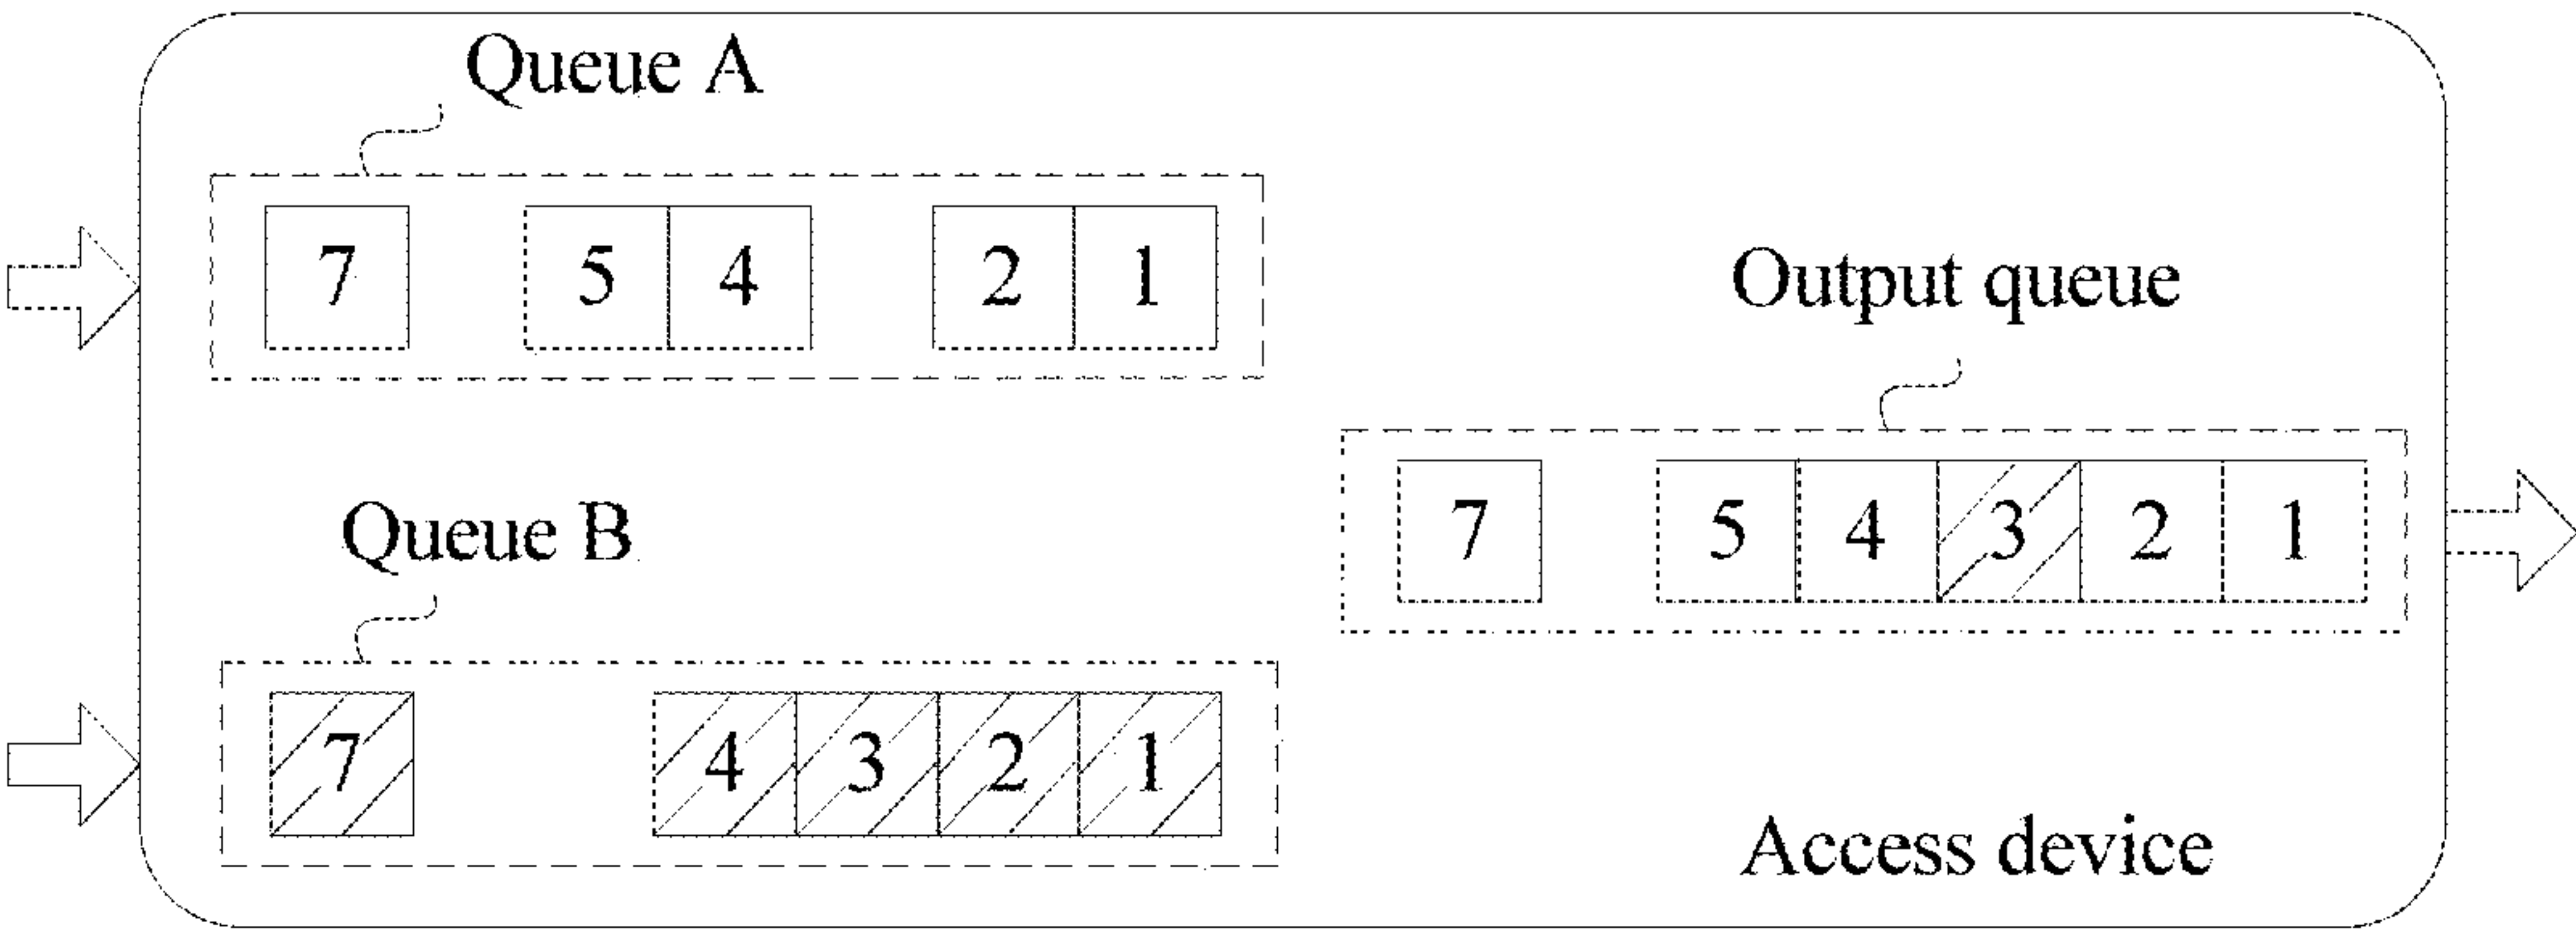 Queue A
7 5 4 2 1
Output queue
7 5 4 3 2 1
Queue B
7 4 3 2 1
Access device